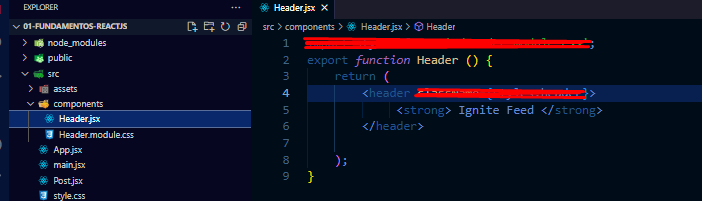 EXPLORER
01-FUNDAMENTOS-REACTJS
node_modules
public
src
assets
components
Header.jsx
Header.module.css
App.jsx
main.jsx
Post.jsx
style.css
Header.jsx
src > components > Header.jsx > Header
1 ;
2 export function Header () {
3 return (
4 <header >
5 <strong> Ignite Feed </strong>
6 </header>
7
8 );
9 }